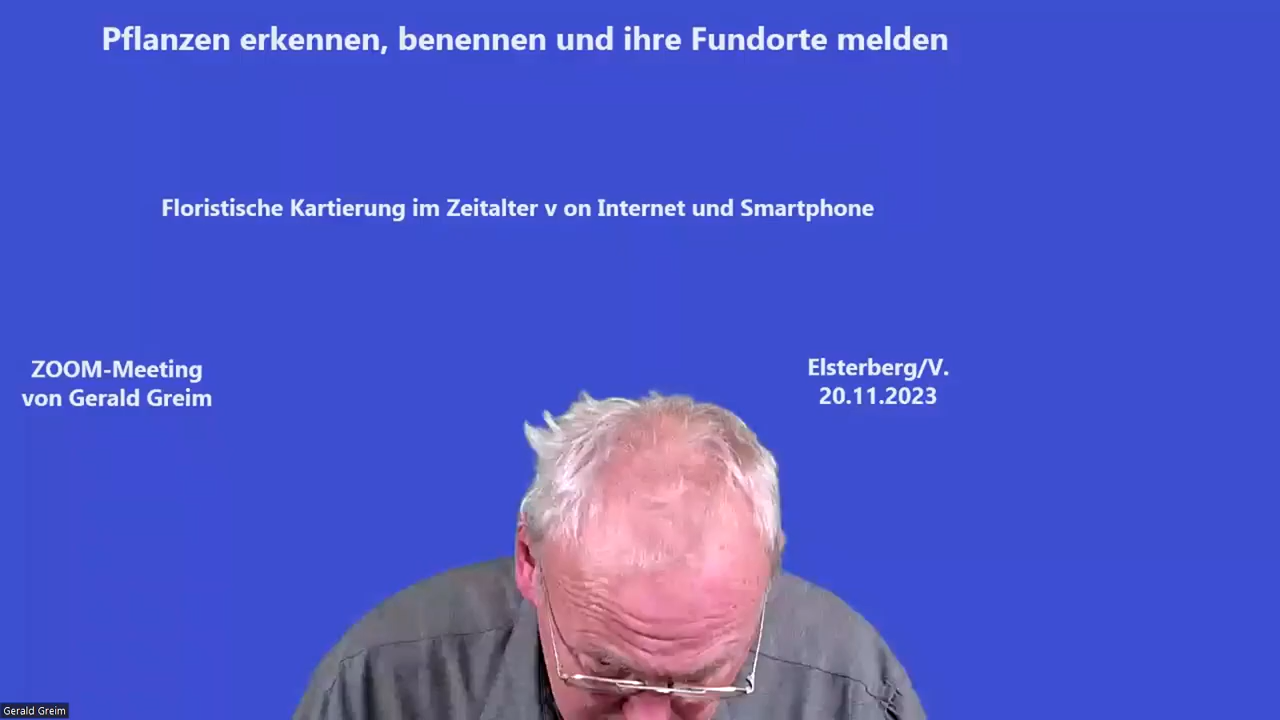 Pflanzen erkennen, benennen und ihre Fundorte melden
Floristische Kartierung im Zeitalter v on Internet und Smartphone
ZOOM-Meeting
von Gerald Greim
Elsterberg/V.
20.11.2023
Gerald Greim